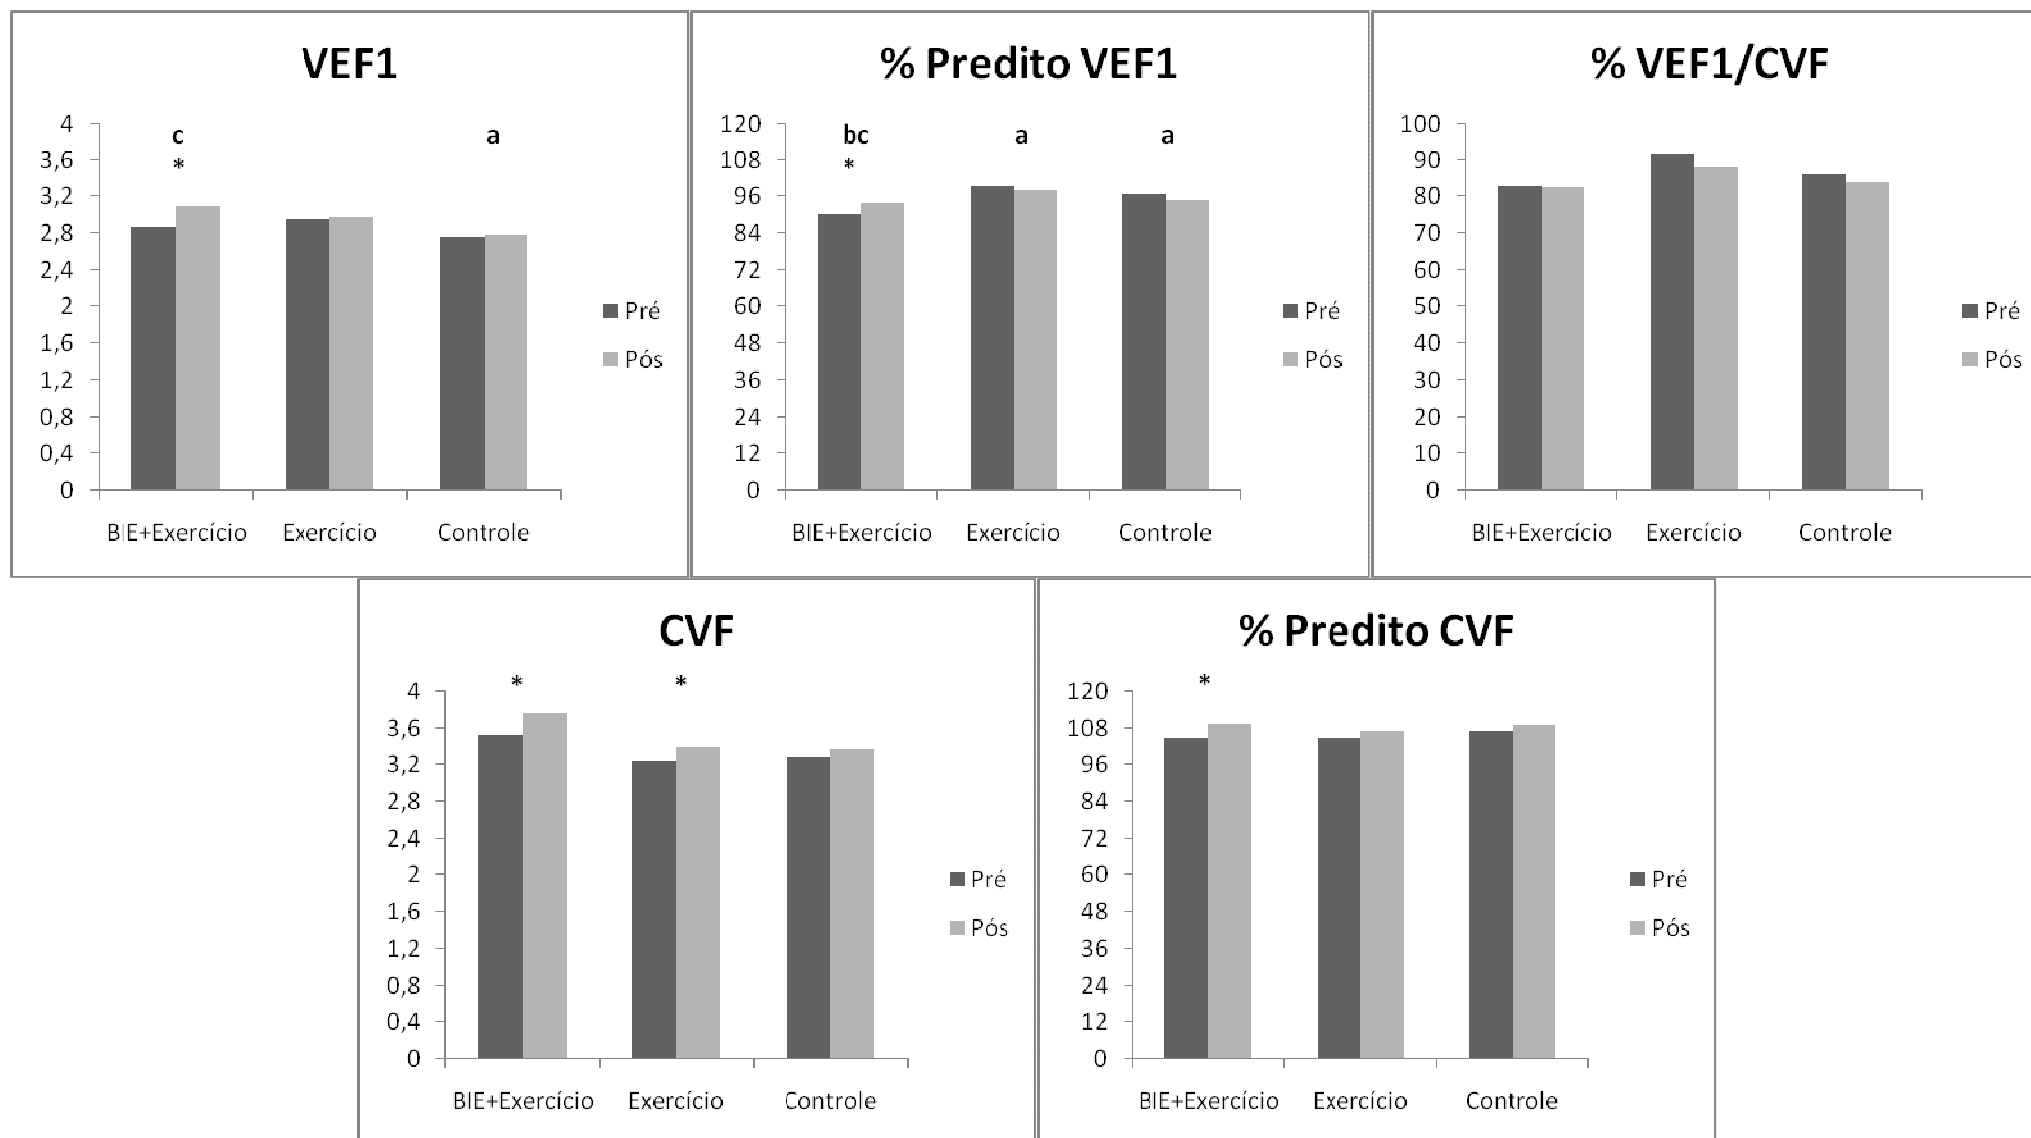 VEF1
4
3,6
3,2
2,8
2,4
2
1,6
1,2
0,8
0,4
0
c
*
a
BIE+Exercício Exercício Controle
Pré
Pós
% Predito VEF1
120
108
96
84
72
60
48
36
24
12
0
bc
*
a
a
BIE+Exercício Exercício Controle
Pré
Pós
% VEF1/CVF
100
90
80
70
60
50
40
30
20
10
0
BIE+Exercício Exercício Controle
Pré
Pós
CVF
4
3,6
3,2
2,8
2,4
2
1,6
1,2
0,8
0,4
0
*
*
BIE+Exercício Exercício Controle
Pré
Pós
% Predito CVF
120
108
96
84
72
60
48
36
24
12
0
*
BIE+Exercício Exercício Controle
Pré
Pós